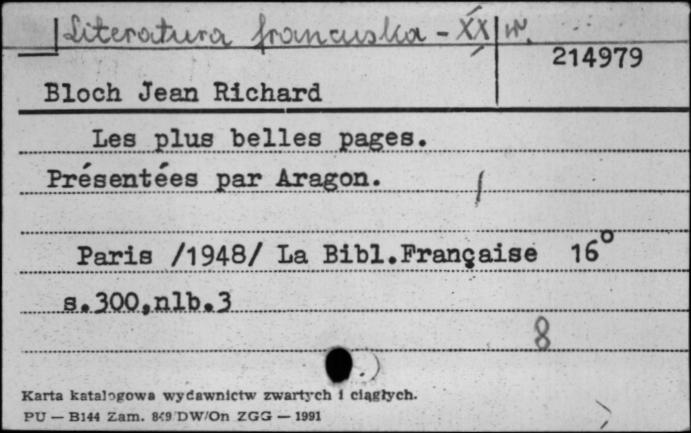 Literatura francuska - XX w.
214979
Bloch Jean Richard
Les plus belles pages.
Présentées par Aragon.
Paris /1948/ La Bibl.Française 16°
s.300,nlb.3
8
Karta katalogowa wydawnictw zwartych i ciągłych.
PU — B144 Zam. 849/DW/On ZGG — 1991